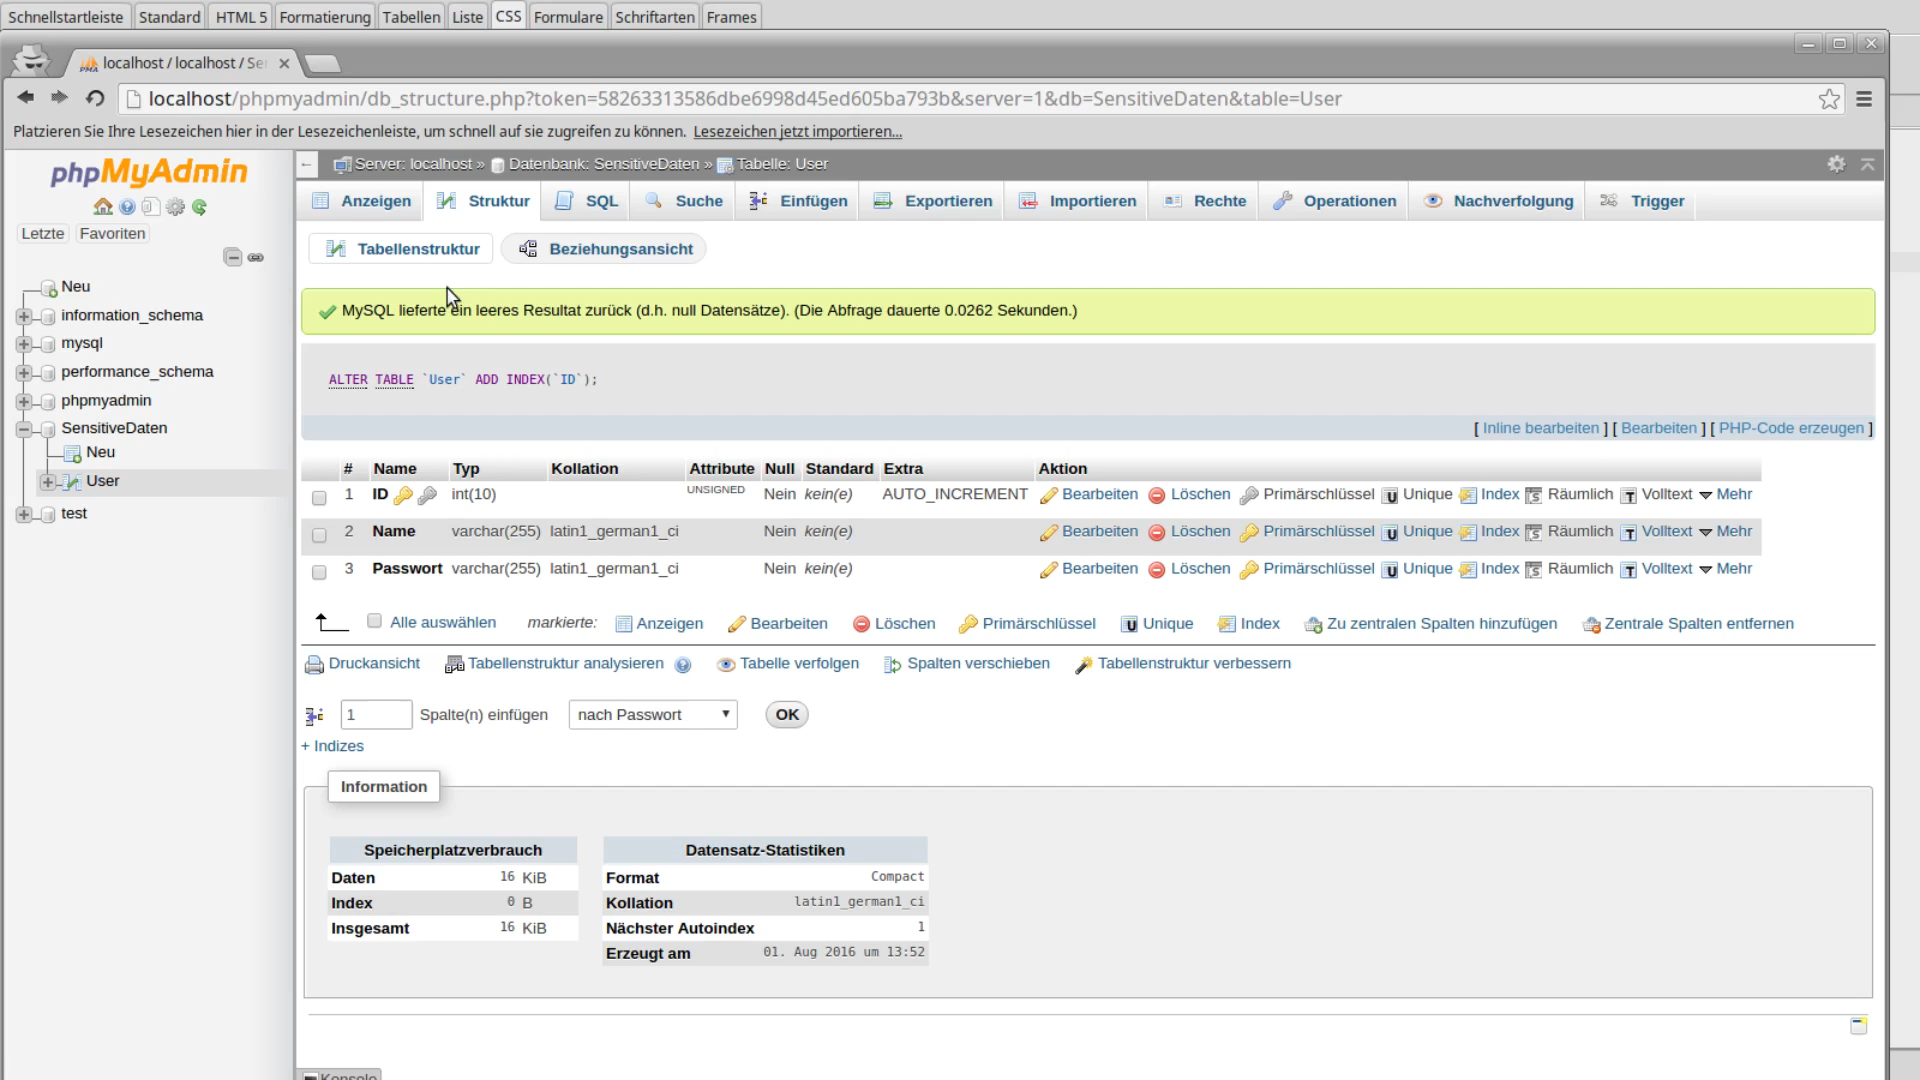 Schnellstartleiste Standard HTML 5 Formatierung Tabellen Liste CSS Formulare Schriftarten Frames
localhost / localhost / Se
localhost/phpmyadmin/db_structure.php?token=58263313586dbe6998d45ed605ba793b&server=1&db=SensitiveDaten&table=User
Platzieren Sie Ihre Lesezeichen hier in der Lesezeichenleiste, um schnell auf sie zugreifen zu können. Lesezeichen jetzt importieren...
phpMyAdmin
Letzte Favoriten
Neu
information_schema
mysql
performance_schema
phpmyadmin
SensitiveDaten
Neu
User
test
Server: localhost » Datenbank: SensitiveDaten » Tabelle: User
Anzeigen Struktur SQL Suche Einfügen Exportieren Importieren Rechte Operationen Nachverfolgung Trigger
Tabellenstruktur Beziehungsansicht
MySQL lieferte ein leeres Resultat zurück (d.h. null Datensätze). (Die Abfrage dauerte 0.0262 Sekunden.)
ALTER TABLE `User` ADD INDEX(`ID`);
[ Inline bearbeiten ] [ Bearbeiten ] [ PHP-Code erzeugen ]
# Name Typ Kollation Attribute Null Standard Extra Aktion
1 ID int(10) UNSIGNED Nein kein(e) AUTO_INCREMENT Bearbeiten Löschen Primärschlüssel Unique Index Räumlich Volltext Mehr
2 Name varchar(255) latin1_german1_ci Nein kein(e) Bearbeiten Löschen Primärschlüssel Unique Index Räumlich Volltext Mehr
3 Passwort varchar(255) latin1_german1_ci Nein kein(e) Bearbeiten Löschen Primärschlüssel Unique Index Räumlich Volltext Mehr
Alle auswählen markierte: Anzeigen Bearbeiten Löschen Primärschlüssel Unique Index Zu zentralen Spalten hinzufügen Zentrale Spalten entfernen
Druckansicht Tabellenstruktur analysieren Tabelle verfolgen Spalten verschieben Tabellenstruktur verbessern
1 Spalte(n) einfügen nach Passwort OK
+ Indizes
Information
Speicherplatzverbrauch
Daten 16 KiB
Index 0 B
Insgesamt 16 KiB
Datensatz-Statistiken
Format Compact
Kollation latin1_german1_ci
Nächster Autoindex 1
Erzeugt am 01. Aug 2016 um 13:52
Konsole